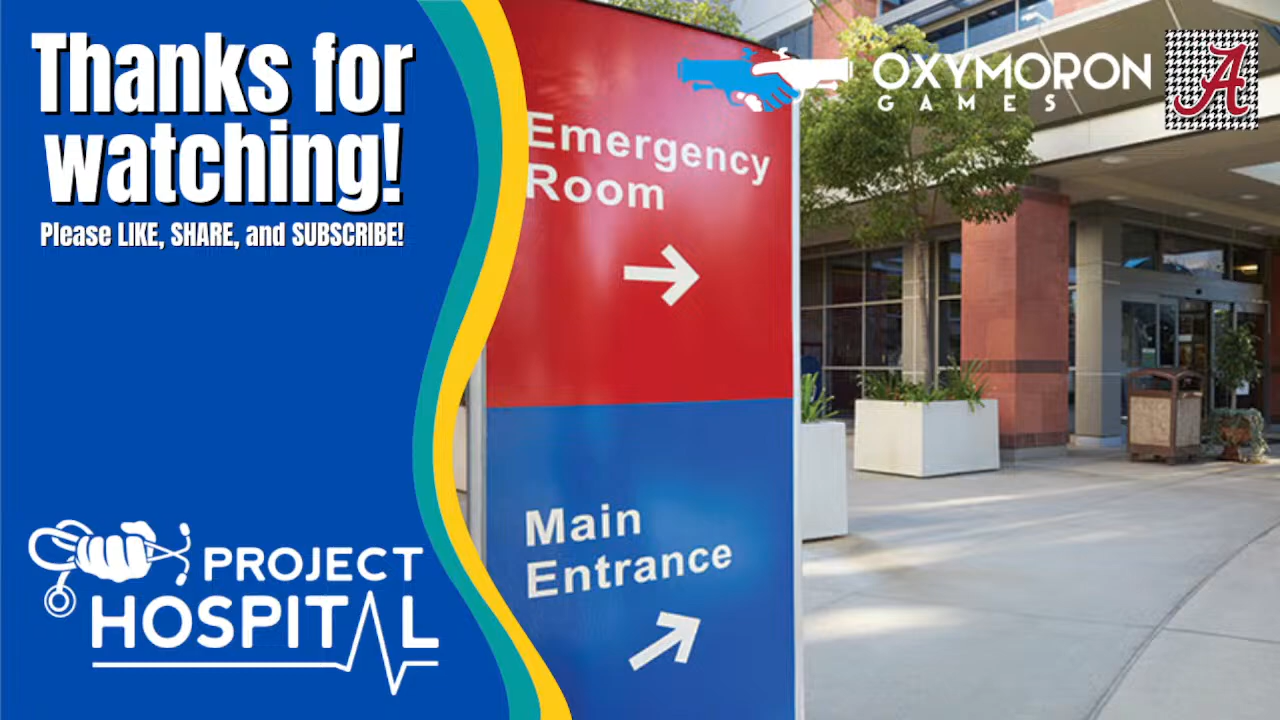 Thanks for
watching!
Please LIKE, SHARE, and SUBSCRIBE!
PROJECT
HOSPITAL
Emergency
Room
Main
Entrance
OXYMORON
GAMES
A